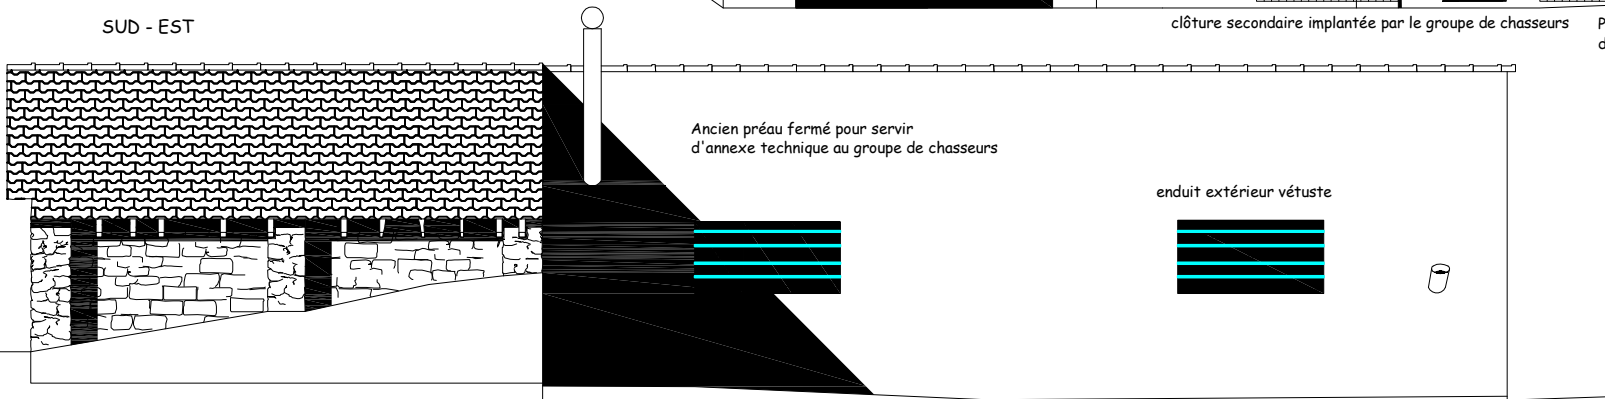 SUD - EST
clôture secondaire implantée par le groupe de chasseurs
Ancien préau fermé pour servir
d'annexe technique au groupe de chasseurs
enduit extérieur vétuste